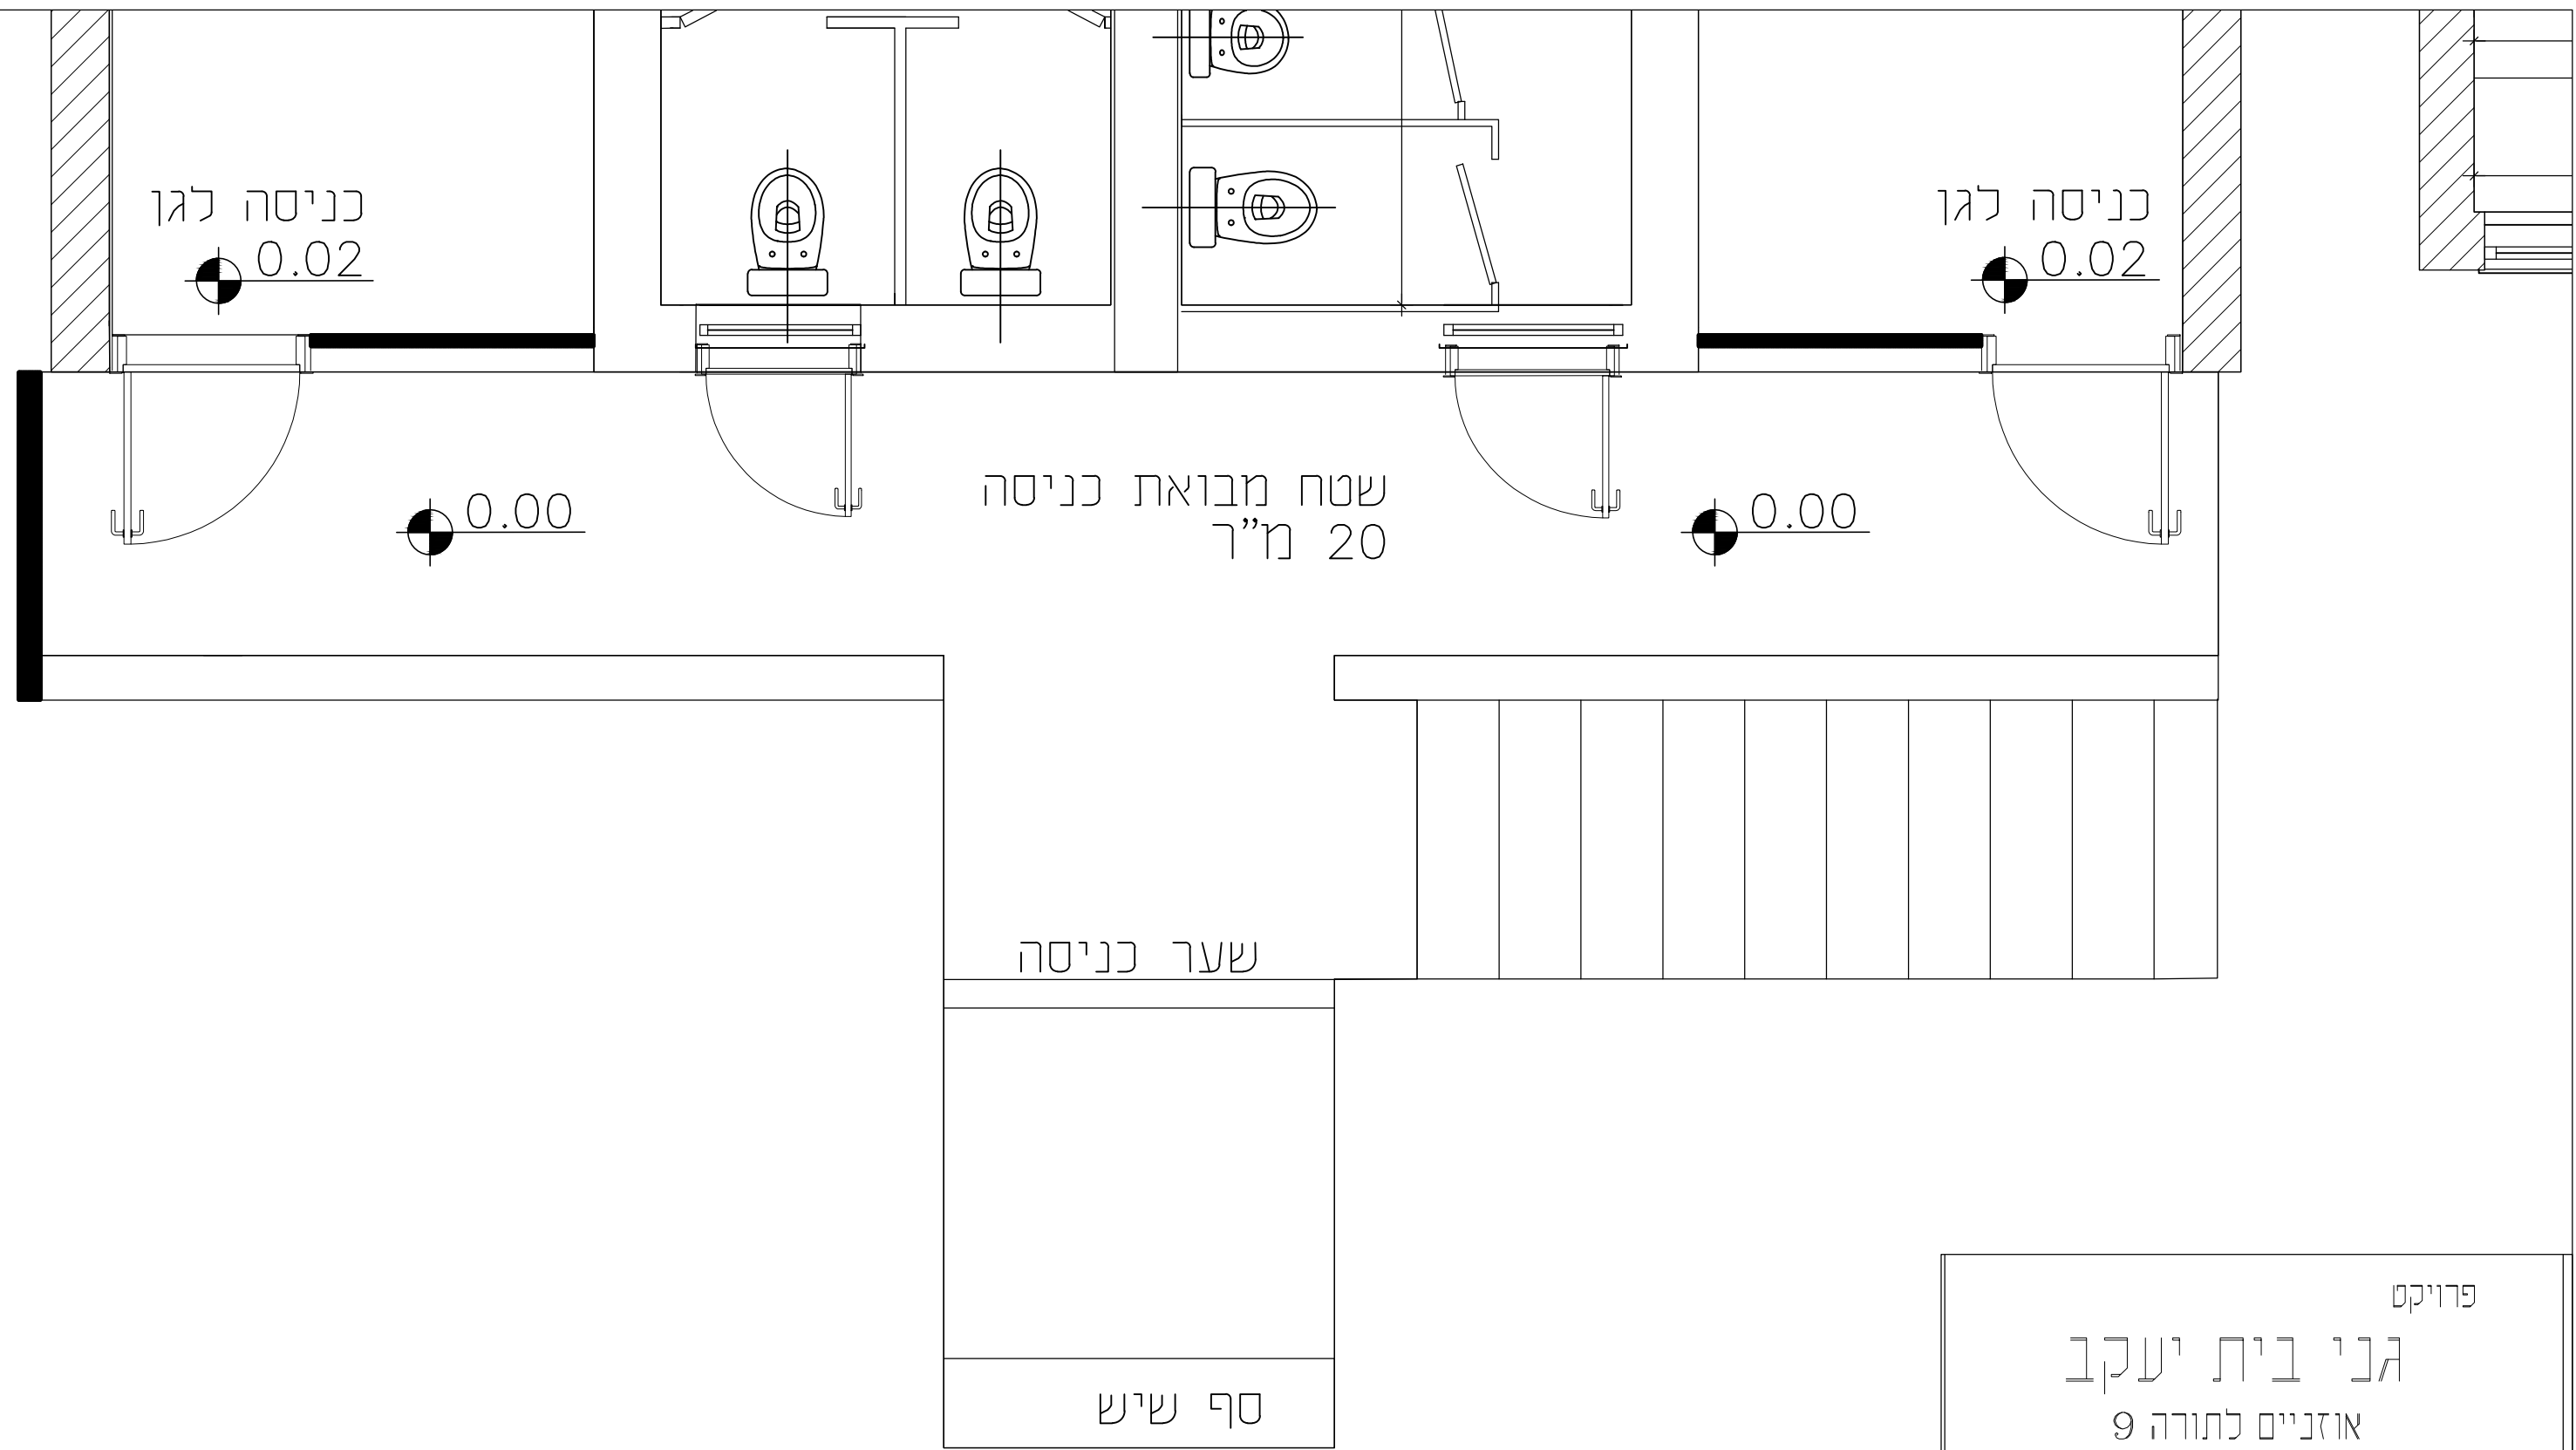 כניסה לגן
0.02
כניסה לגן
0.02
שטח מבואת כניסה
20 מ"ר
0.00
0.00
שער כניסה
סף שיש
פרויקט
גני בית יעקב
אוזניים לתורה 9